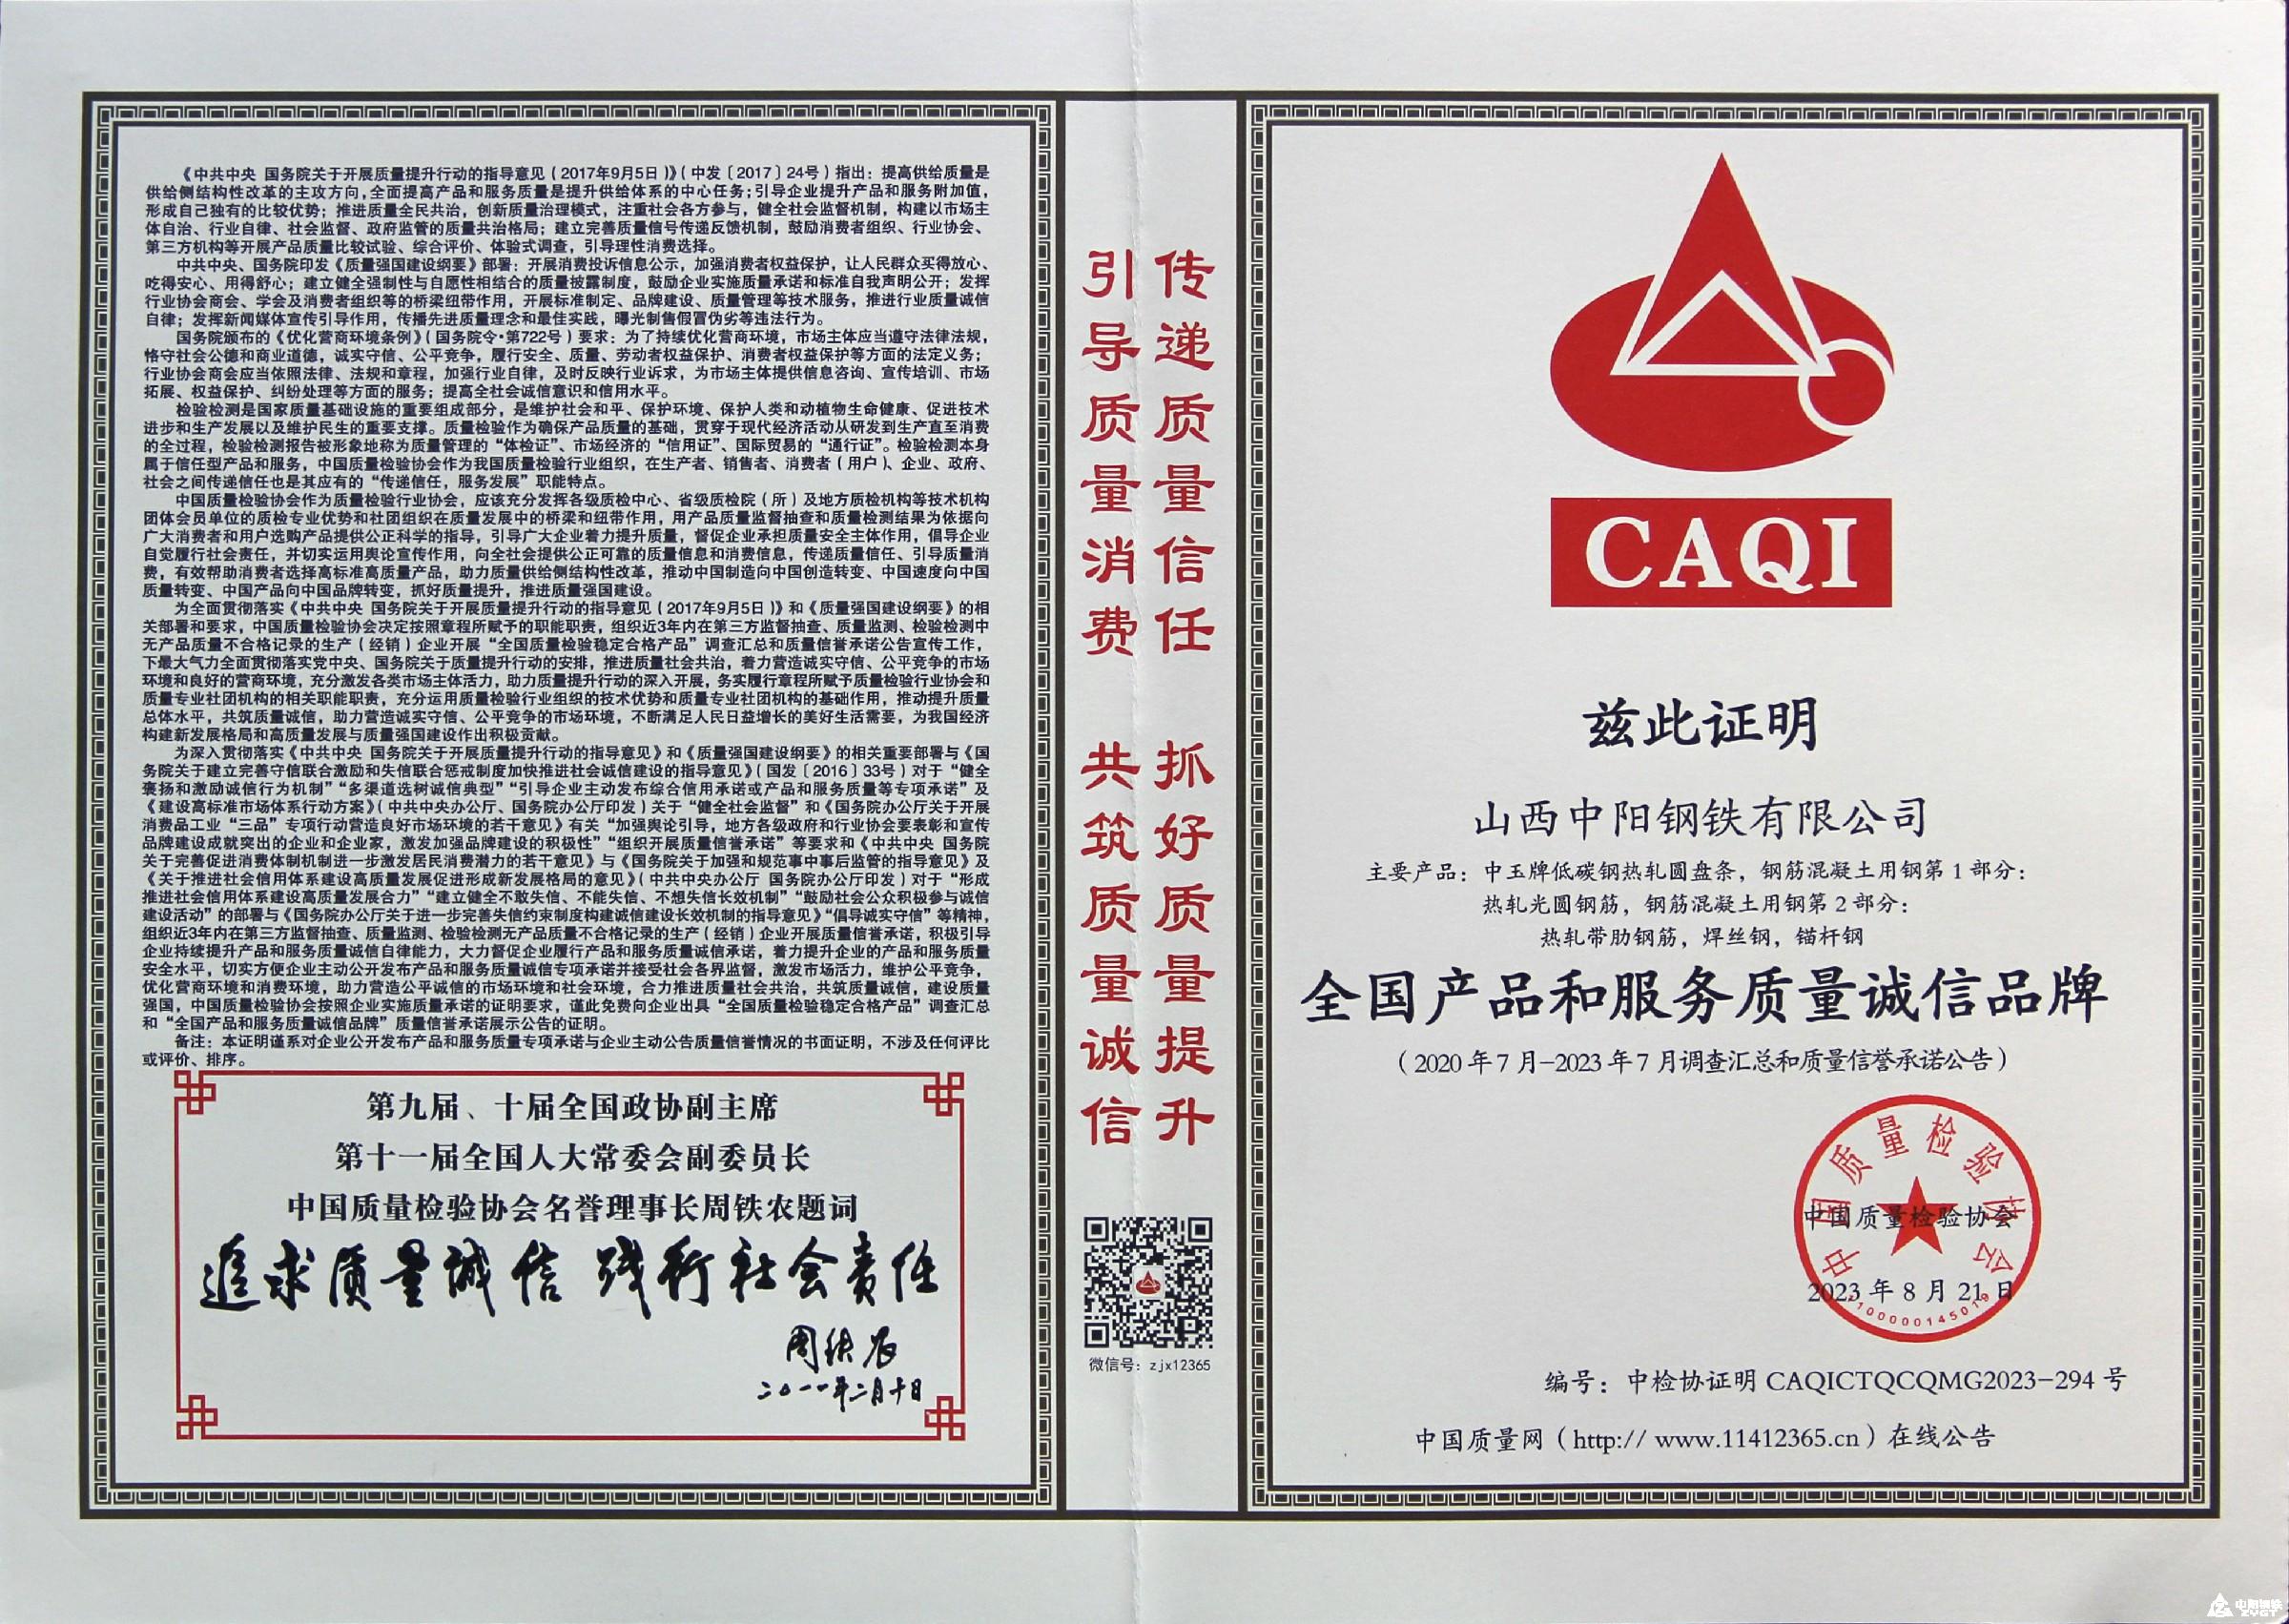 《中共中央 国务院关于开展质量提升行动的指导意见（2017年9月5日）》（中发〔2017〕24号）指出：提高供给质量是
供给侧结构性改革的主攻方向，全面提高产品和服务质量是提升供给体系的中心任务；引导企业提升产品和服务附加值，
形成自己独有的比较优势；推进质量全民共治，创新质量治理模式，注重社会各方参与，健全社会监督机制，构建以市场主
体自治、行业自律、社会监督、政府监管的质量共治格局；建立完善质量信号传递反馈机制，鼓励消费者组织、行业协会、
第三方机构等开展产品质量比较试验、综合评价、体验式调查，引导理性消费选择。
中共中央、国务院印发《质量强国建设纲要》部署：开展消费投诉信息公示，加强消费者权益保护，让人民群众买得放心、
吃得安心、用得舒心；建立健全强制性与自愿性相结合的质量披露制度，鼓励企业实施质量承诺和标准自我声明公开；发挥
行业协会商会、学会及消费者组织等的桥梁纽带作用，开展标准制定、品牌建设、质量管理等技术服务，推进行业质量诚信
自律；发挥新闻媒体宣传引导作用，传播先进质量理念和最佳实践，曝光制售假冒伪劣等违法行为。
国务院颁布的《优化营商环境条例》（国务院令·第722号）要求：为了持续优化营商环境，市场主体应当遵守法律法规，
恪守社会公德和商业道德，诚实守信、公平竞争，履行安全、质量、劳动者权益保护、消费者权益保护等方面的法定义务；
行业协会商会应当依照法律、法规和章程，加强行业自律，及时反映行业诉求，为市场主体提供信息咨询、宣传培训、市场
拓展、权益保护、纠纷处理等方面的服务；提高全社会诚信意识和信用水平。
检验检测是国家质量基础设施的重要组成部分，是维护社会和平、保护环境、保护人类和动植物生命健康、促进技术
进步和生产发展以及维护民生的重要支撑。质量检验作为确保产品质量的基础，贯穿于现代经济活动从研发到生产直至消费
的全过程，检验检测报告被形象地称为质量管理的“体检证”、市场经济的“信用证”、国际贸易的“通行证”。检验检测本身
属于信任型产品和服务，中国质量检验协会作为我国质量检验行业组织，在生产者、销售者、消费者（用户）、企业、政府、
社会之间传递信任也是其应有的“传递信任，服务发展”职能特点。
中国质量检验协会作为质量检验行业协会，应该充分发挥各级质检中心、省级质检院（所）及地方质检机构等技术机构
团体会员单位的质检专业优势和社团组织在质量发展中的桥梁和纽带作用，用产品质量监督抽查和质量检测结果为依据向
广大消费者和用户选购产品提供公正科学的指导，引导广大企业着力提升质量，督促企业承担质量安全主体作用，倡导企业
自觉履行社会责任，并切实运用舆论宣传作用，向全社会提供公正可靠的质量信息和消费信息，传递质量信任、引导质量消
费，有效帮助消费者选择高标准高质量产品，助力质量供给侧结构性改革，推动中国制造向中国创造转变、中国速度向中国
质量转变、中国产品向中国品牌转变，抓好质量提升，推进质量强国建设。
为全面贯彻落实《中共中央 国务院关于开展质量提升行动的指导意见（2017年9月5日）》和《质量强国建设纲要》的相
关部署和要求，中国质量检验协会决定按照章程所赋予的职能职责，组织近3年内在第三方监督抽查、质量监测、检验检测中
无产品质量不合格记录的生产（经销）企业开展“全国质量检验稳定合格产品”调查汇总和质量信誉承诺公告宣传工作，
下最大气力全面贯彻落实党中央、国务院关于质量提升行动的安排，推进质量社会共治，着力营造诚实守信、公平竞争的市场
环境和良好的营商环境，充分激发各类市场主体活力，助力质量提升行动的深入开展，务实履行章程所赋予质量检验行业协会和
质量专业社团机构的相关职能职责，充分运用质量检验行业组织的技术优势和质量专业社团机构的基础作用，推动提升质量
总体水平，共筑质量诚信，助力营造诚实守信、公平竞争的市场环境，不断满足人民日益增长的美好生活需要，为我国经济
构建新发展格局和高质量发展与质量强国建设作出积极贡献。
为深入贯彻落实《中共中央 国务院关于开展质量提升行动的指导意见》和《质量强国建设纲要》的相关重要部署与《国
务院关于建立完善守信联合激励和失信联合惩戒制度加快推进社会诚信建设的指导意见》（国发〔2016〕33号）对于“健全
褒扬和激励诚信行为机制”“多渠道选树诚信典型”“引导企业主动发布综合信用承诺或产品和服务质量等专项承诺”及
《建设高标准市场体系行动方案》（中共中央办公厅、国务院办公厅印发）关于“健全社会监督”和《国务院办公厅关于开展
消费品工业“三品”专项行动营造良好市场环境的若干意见》有关“加强舆论引导，地方各级政府和行业协会要表彰和宣传
品牌建设成就突出的企业和企业家，激发加强品牌建设的积极性”“组织开展质量信誉承诺”等要求和《中共中央 国务院
关于完善促进消费体制机制进一步激发居民消费潜力的若干意见》与《国务院关于加强和规范事中事后监管的指导意见》及
《关于推进社会信用体系建设高质量发展促进形成新发展格局的意见》（中共中央办公厅 国务院办公厅印发）对于“形成
推进社会信用体系建设高质量发展合力”“建立健全不敢失信、不能失信、不想失信长效机制”“鼓励社会公众积极参与诚信
建设活动”的部署与《国务院办公厅关于进一步完善失信约束制度构建诚信建设长效机制的指导意见》“倡导诚实守信”等精神，
组织近3年内在第三方监督抽查、质量监测、检验检测无产品质量不合格记录的生产（经销）企业开展质量信誉承诺，积极引导
企业持续提升产品和服务质量诚信自律能力，大力督促企业履行产品和服务质量诚信承诺，着力提升企业的产品和服务质量
安全水平，切实方便企业主动公开发布产品和服务质量诚信专项承诺并接受社会各界监督，激发市场活力，维护公平竞争，
优化营商环境和消费环境，助力营造公平诚信的市场环境和社会环境，合力推进质量社会共治，共筑质量诚信，建设质量
强国，中国质量检验协会按照企业实施质量承诺的证明要求，谨此免费向企业出具“全国质量检验稳定合格产品”调查汇总
和“全国产品和服务质量诚信品牌”质量信誉承诺展示公告的证明。
备注：本证明谨系对企业公开发布产品和服务质量专项承诺与企业主动公告质量信誉情况的书面证明，不涉及任何评比
或评价、排序。
第九届、十届全国政协副主席
第十一届全国人大常委会副委员长
中国质量检验协会名誉理事长周铁农题词
追求质量诚信 践行社会责任
周铁农
二〇一一年二月十日
传递质量信任 抓好质量提升
引导质量消费 共筑质量诚信
微信号：zjx12365
CAQI
兹此证明
山西中阳钢铁有限公司
主要产品：中玉牌低碳钢热轧圆盘条，钢筋混凝土用钢第1部分：
热轧光圆钢筋，钢筋混凝土用钢第2部分：
热轧带肋钢筋，焊丝钢，锚杆钢
全国产品和服务质量诚信品牌
（2020年7月–2023年7月调查汇总和质量信誉承诺公告）
中国质量检验协会
中国质量检验协会
2023年8月21日
1100000145019
编号：中检协证明 CAQICTQCQMG2023–294 号
中国质量网（http:// www.11412365.cn）在线公告
中阳钢铁
ZYGT